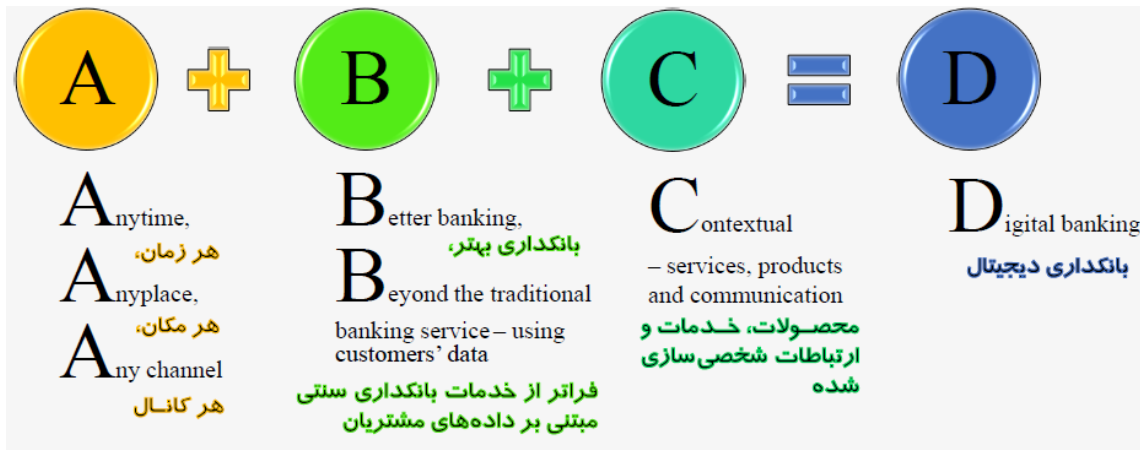 A + B + C = D
Anytime,
هر زمان،
Anyplace,
هر مکان،
Any channel
هر کانـال
Better banking,
بانکداری بهتر،
Beyond the traditional
banking service – using
customers’ data
فراتر از خدمات بانکداری سنتی
مبتنی بر داده‌های مشتریان
Contextual
– services, products
and communication
محصـولات، خـدمات و
ارتباطات شخصی‌سازی
شده
Digital banking
بانکداری دیجیتال